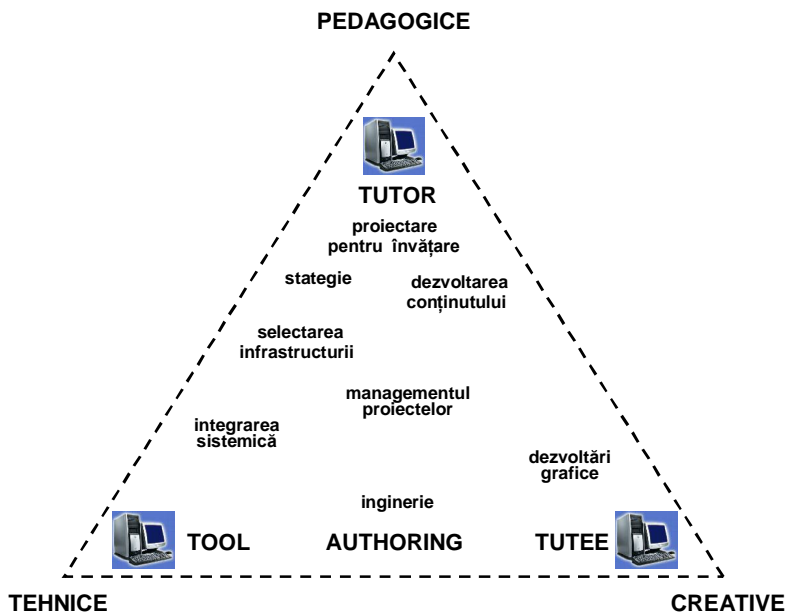 PEDAGOGICE
TUTOR
proiectare
pentru învățare
stategie
dezvoltarea
conținutului
selectarea
infrastructurii
managementul
proiectelor
integrarea
sistemică
dezvoltări
grafice
inginerie
TOOL AUTHORING TUTEE
TEHNICE CREATIVE